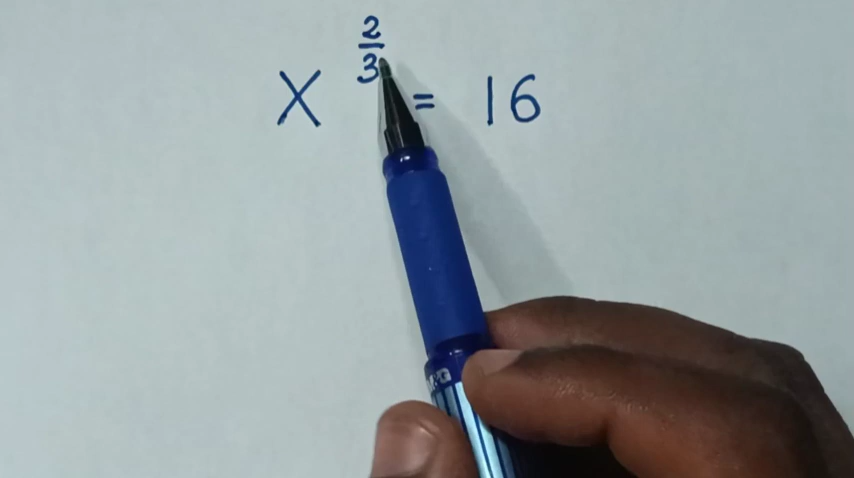 X^{2/3} = 16